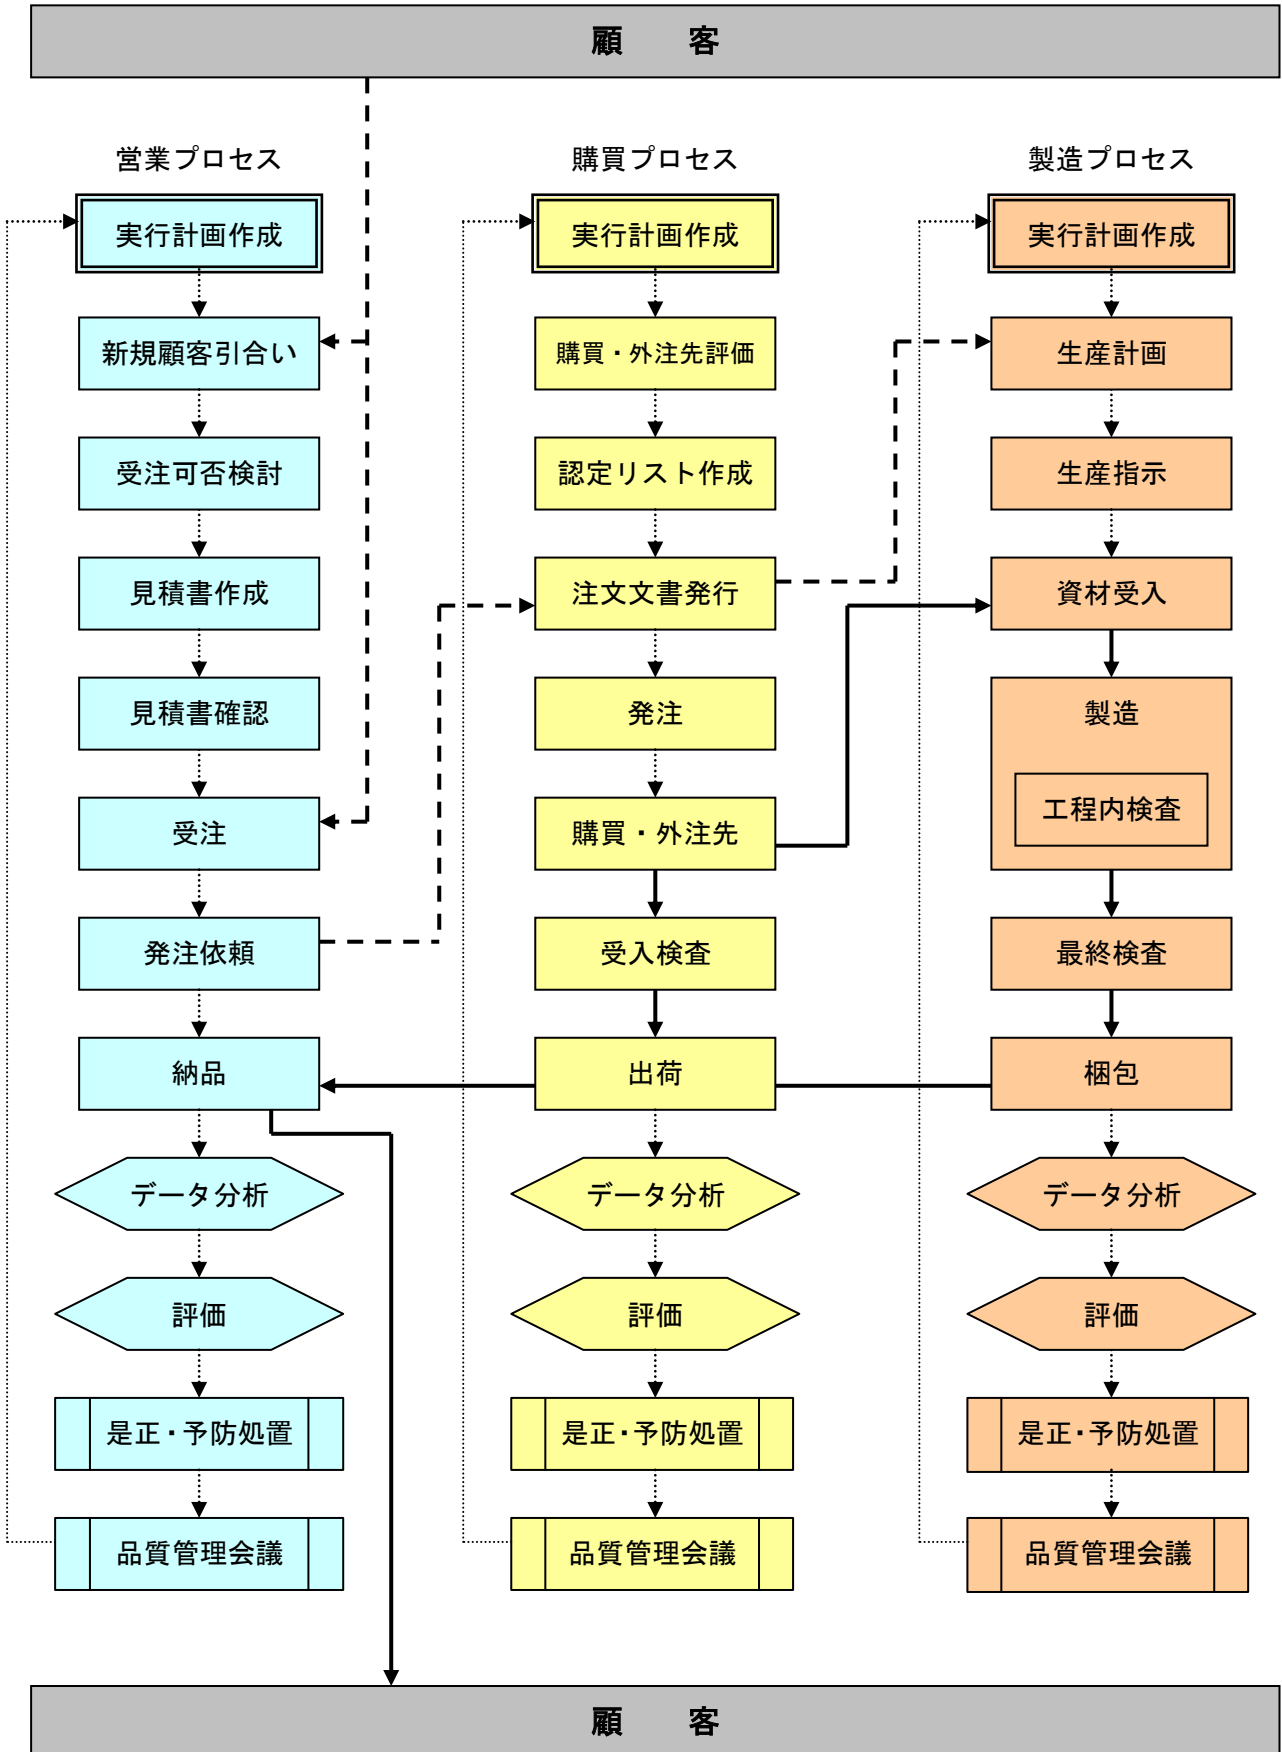 顧　客
営業プロセス
実行計画作成
新規顧客引合い
受注可否検討
見積書作成
見積書確認
受注
発注依頼
納品
データ分析
評価
是正・予防処置
品質管理会議
購買プロセス
実行計画作成
購買・外注先評価
認定リスト作成
注文文書発行
発注
購買・外注先
受入検査
出荷
データ分析
評価
是正・予防処置
品質管理会議
製造プロセス
実行計画作成
生産計画
生産指示
資材受入
製造
工程内検査
最終検査
梱包
データ分析
評価
是正・予防処置
品質管理会議
顧　客